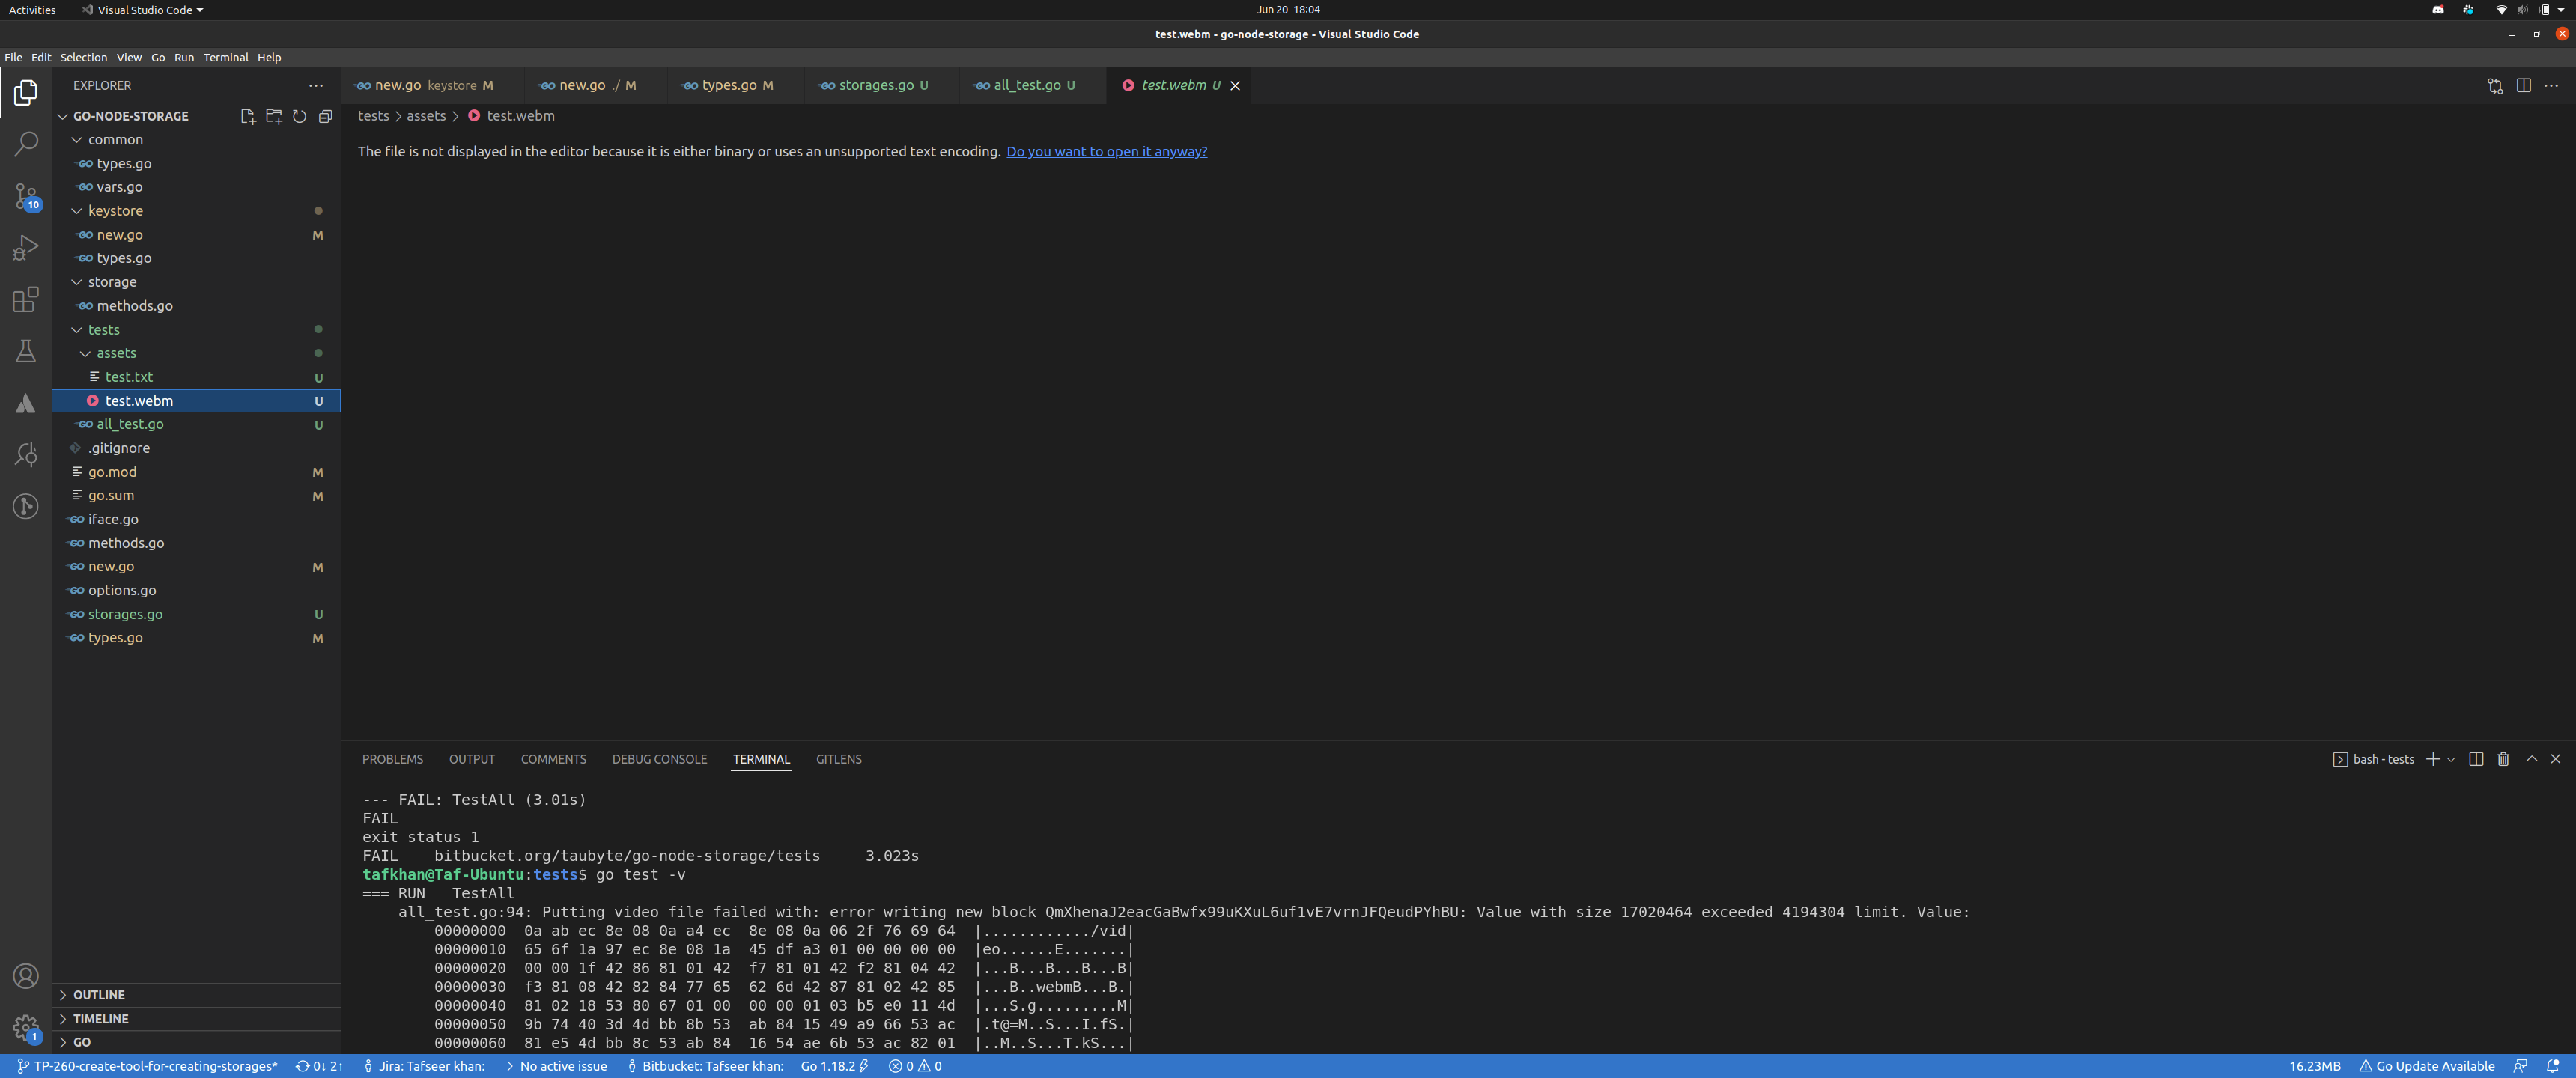 Activities Visual Studio Code Jun 20 18:04
test.webm - go-node-storage - Visual Studio Code
File Edit Selection View Go Run Terminal Help
EXPLORER
GO-NODE-STORAGE
common
types.go
vars.go
keystore
new.go M
types.go
storage
methods.go
tests
assets
test.txt U
test.webm U
all_test.go U
.gitignore
go.mod M
go.sum M
iface.go
methods.go
new.go M
options.go
storages.go U
types.go M
OUTLINE
TIMELINE
GO
10
1
new.go keystore M new.go ./ M types.go M storages.go U all_test.go U test.webm U
tests > assets > test.webm
The file is not displayed in the editor because it is either binary or uses an unsupported text encoding. Do you want to open it anyway?
PROBLEMS OUTPUT COMMENTS DEBUG CONSOLE TERMINAL GITLENS bash - tests
--- FAIL: TestAll (3.01s)
FAIL
exit status 1
FAIL bitbucket.org/taubyte/go-node-storage/tests 3.023s
tafkhan@Taf-Ubuntu:tests$ go test -v
=== RUN TestAll
all_test.go:94: Putting video file failed with: error writing new block QmXhenaJ2eacGaBwfx99uKXuL6uf1vE7vrnJFQeudPYhBU: Value with size 17020464 exceeded 4194304 limit. Value:
00000000 0a ab ec 8e 08 0a a4 ec 8e 08 0a 06 2f 76 69 64 |............/vid|
00000010 65 6f 1a 97 ec 8e 08 1a 45 df a3 01 00 00 00 00 |eo......E.......|
00000020 00 00 1f 42 86 81 01 42 f7 81 01 42 f2 81 04 42 |...B...B...B...B|
00000030 f3 81 08 42 82 84 77 65 62 6d 42 87 81 02 42 85 |...B..webmB...B.|
00000040 81 02 18 53 80 67 01 00 00 00 01 03 b5 e0 11 4d |...S.g.........M|
00000050 9b 74 40 3d 4d bb 8b 53 ab 84 15 49 a9 66 53 ac |.t@=M..S...I.fS.|
00000060 81 e5 4d bb 8c 53 ab 84 16 54 ae 6b 53 ac 82 01 |..M..S...T.kS...|
TP-260-create-tool-for-creating-storages* 0↓ 2↑ Jira: Tafseer khan: No active issue Bitbucket: Tafseer khan: Go 1.18.2 0 0 16.23MB Go Update Available